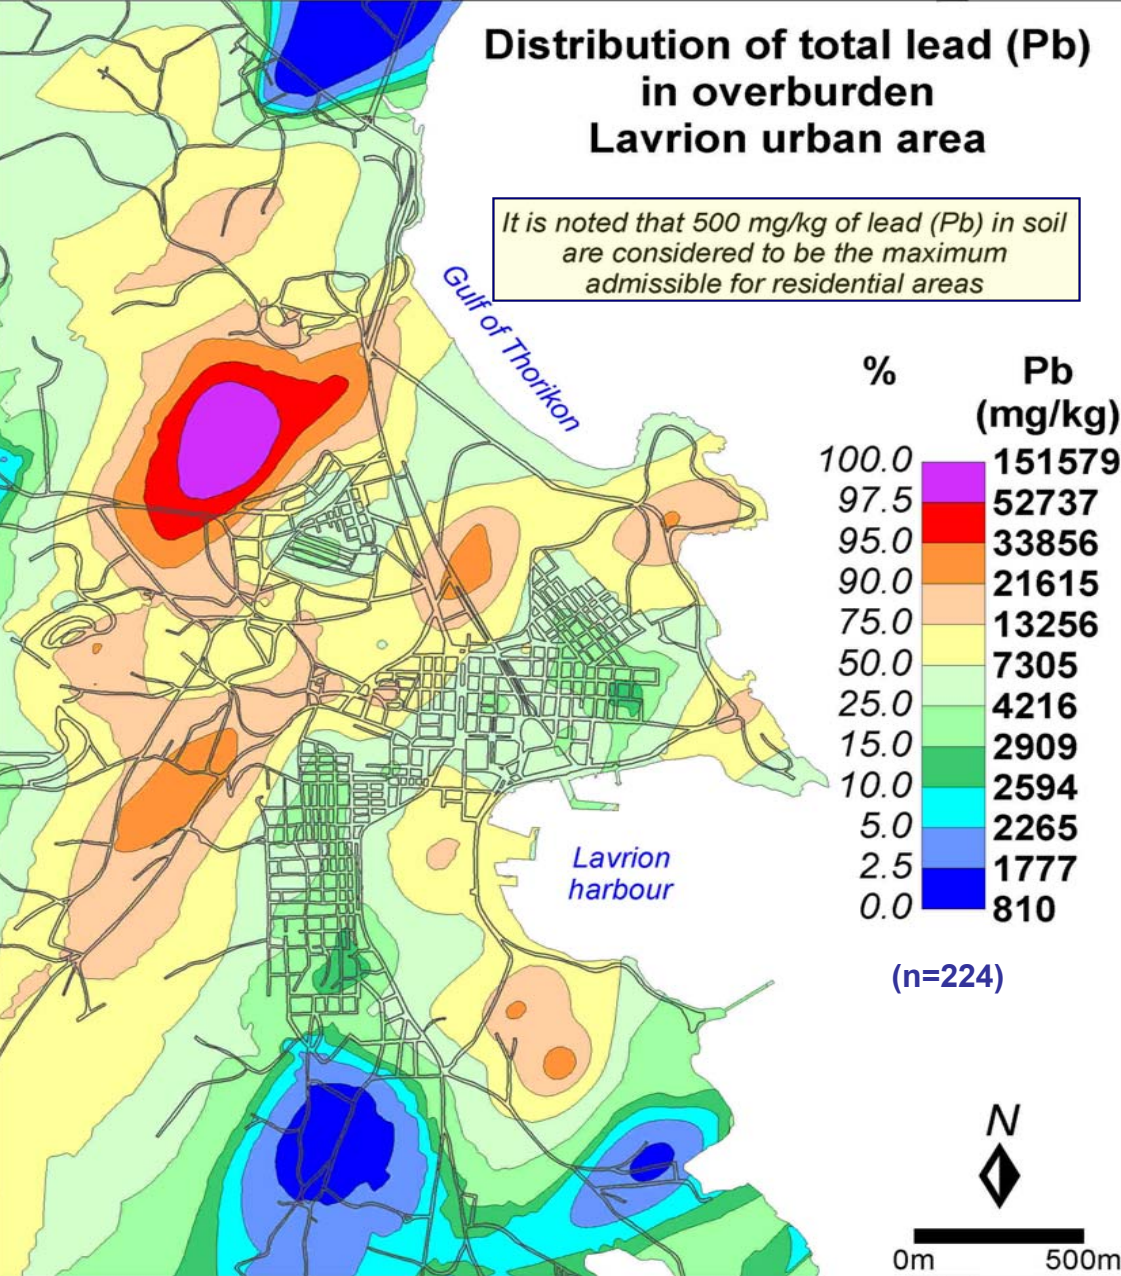 Distribution of total lead (Pb)
in overburden
Lavrion urban area
It is noted that 500 mg/kg of lead (Pb) in soil
are considered to be the maximum
admissible for residential areas
Gulf of Thorikon
% Pb
(mg/kg)
100.0 151579
97.5 52737
95.0 33856
90.0 21615
75.0 13256
50.0 7305
25.0 4216
15.0 2909
10.0 2594
5.0 2265
2.5 1777
0.0 810
(n=224)
Lavrion
harbour
N
0m 500m